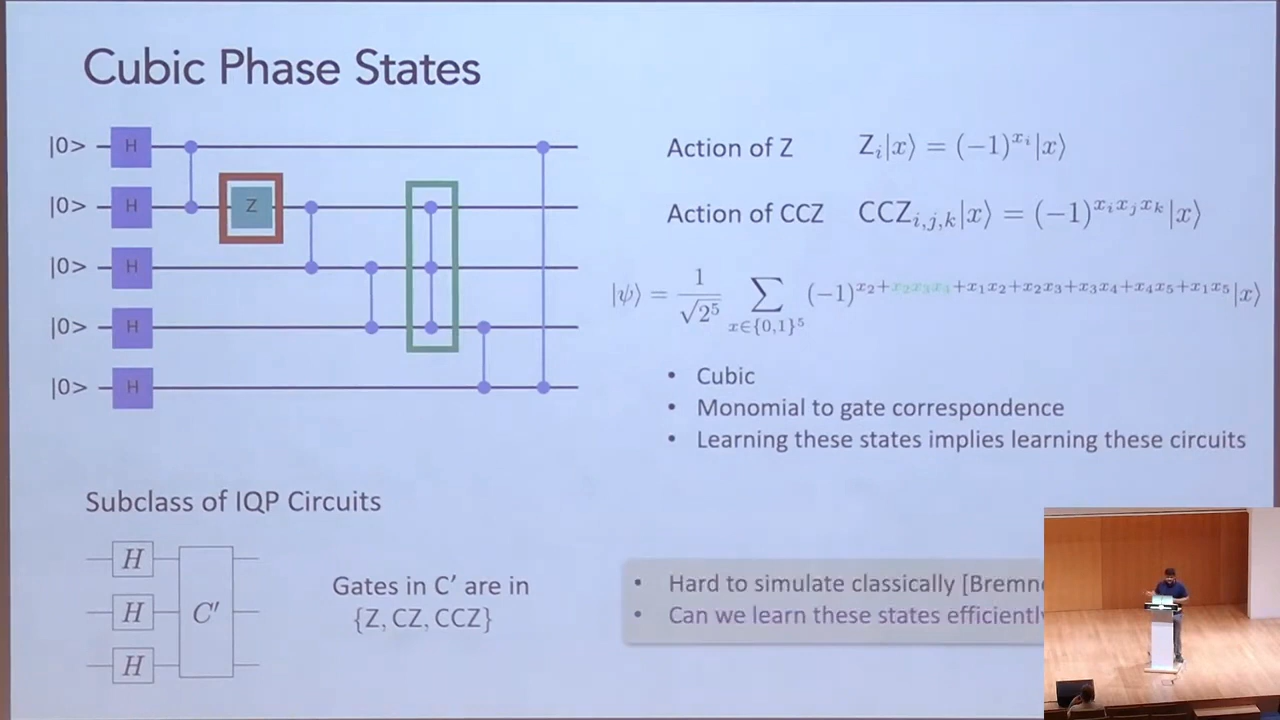 Cubic Phase States
|0> H
|0> H Z
|0> H
|0> H
|0> H
Action of Z Z_i|x⟩ = (−1)^{x_i}|x⟩
Action of CCZ CCZ_{i,j,k}|x⟩ = (−1)^{x_i x_j x_k}|x⟩
|ψ⟩ = 1/√2^5 ∑_{x∈{0,1}^5} (−1)^{x_2+x_2x_3x_4+x_1x_2+x_2x_3+x_3x_4+x_4x_5+x_1x_5}|x⟩
• Cubic
• Monomial to gate correspondence
• Learning these states implies learning these circuits
Subclass of IQP Circuits
H
H C′
H
Gates in C′ are in
{Z, CZ, CCZ}
• Hard to simulate classically [Bremne
• Can we learn these states efficiently